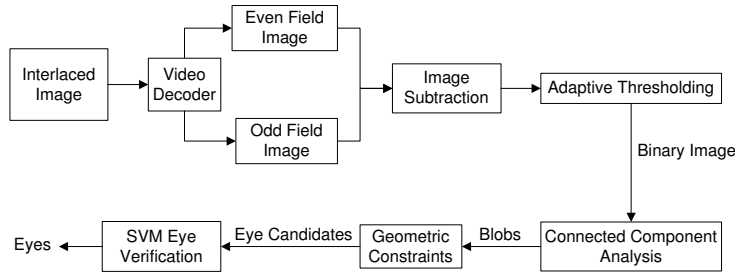 Interlaced
Image
Video
Decoder
Even Field
Image
Odd Field
Image
Image
Subtraction
Adaptive Thresholding
Binary Image
Connected Component
Analysis
Blobs
Geometric
Constraints
Eye Candidates
SVM Eye
Verification
Eyes